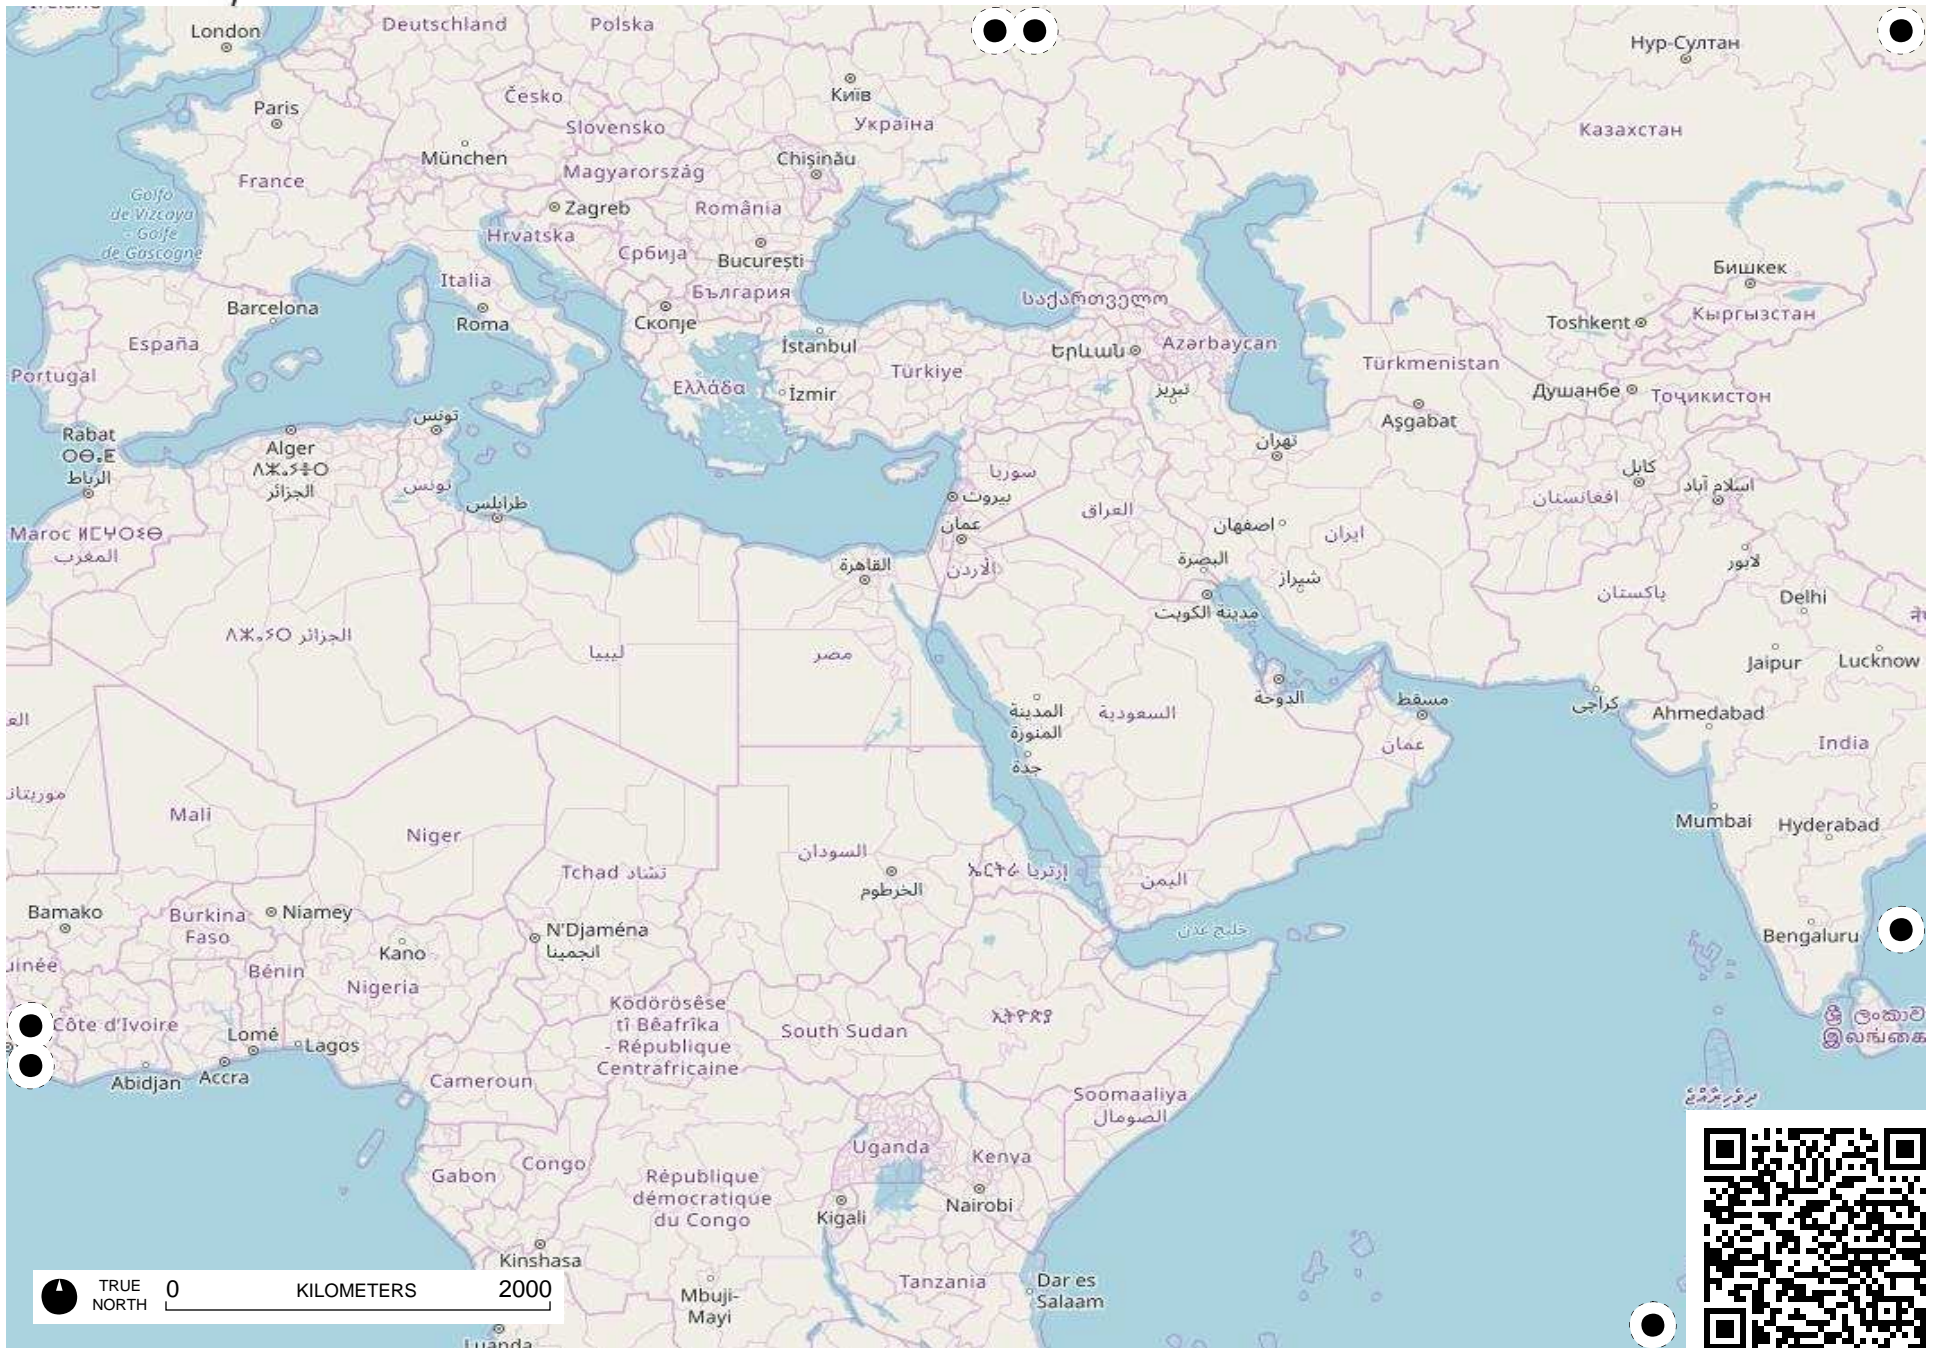 London
Deutschland
Polska
Нур-Султан
Paris
Česko
Київ
Україна
Казахстан
Slovensko
München
Chișinău
Magyarország
France
Golfo
de Vizcaya
- Golfe
de Gascogne
Zagreb
România
Hrvatska
Србија
București
Бишкек
Italia
България
საქართველო
Barcelona
Roma
Скопје
Toshkent
Кыргызстан
España
İstanbul
Երևան
Azərbaycan
Portugal
Türkiye
Türkmenistan
Ελλάδα
İzmir
تبریز
Душанбе
Тоҷикистон
تونس
Aşgabat
Rabat
ⵔⴱⴰⵟ
الرباط
Alger
ⴷⵣⴰⵢⴻⵔ
الجزائر
تهران
كابل
سوريا
تونس
افغانستان
اسلام آباد
طرابلس
بيروت
العراق
عمان
اصفهان
ایران
Maroc ⵍⵎⵖⵔⵉⴱ
المغرب
القاهرة
الأردن
البصرة
شیراز
لاہور
پاکستان
Delhi
مدينة الكويت
ⴷⵣⴰⵢⵔ الجزائر
ليبيا
مصر
Jaipur
Lucknow
المدينة
المنورة
السعودية
الدوحة
مسقط
کراچی
Ahmedabad
عمان
India
جدة
Mali
Niger
Mumbai
Hyderabad
السودان
Tchad تشاد
ኤርትራ إرتريا
اليمن
الخرطوم
Bamako
Burkina
Faso
Niamey
N'Djaména
انجمينا
خليج عدن
Bengaluru
Kano
Bénin
Nigeria
Ködörösêse
tî Bêafrîka
- République
Centrafricaine
South Sudan
ኢትዮጵያ
Côte d'Ivoire
Lomé
Lagos
Abidjan
Accra
Cameroun
Soomaaliya
الصومال
ދިވެހިރާއްޖެ
Uganda
Kenya
Gabon
Congo
République
démocratique
du Congo
Kigali
Nairobi
Kinshasa
Tanzania
Mbuji-
Mayi
Dar es
Salaam
Luanda
TRUE
NORTH
0 KILOMETERS 2000